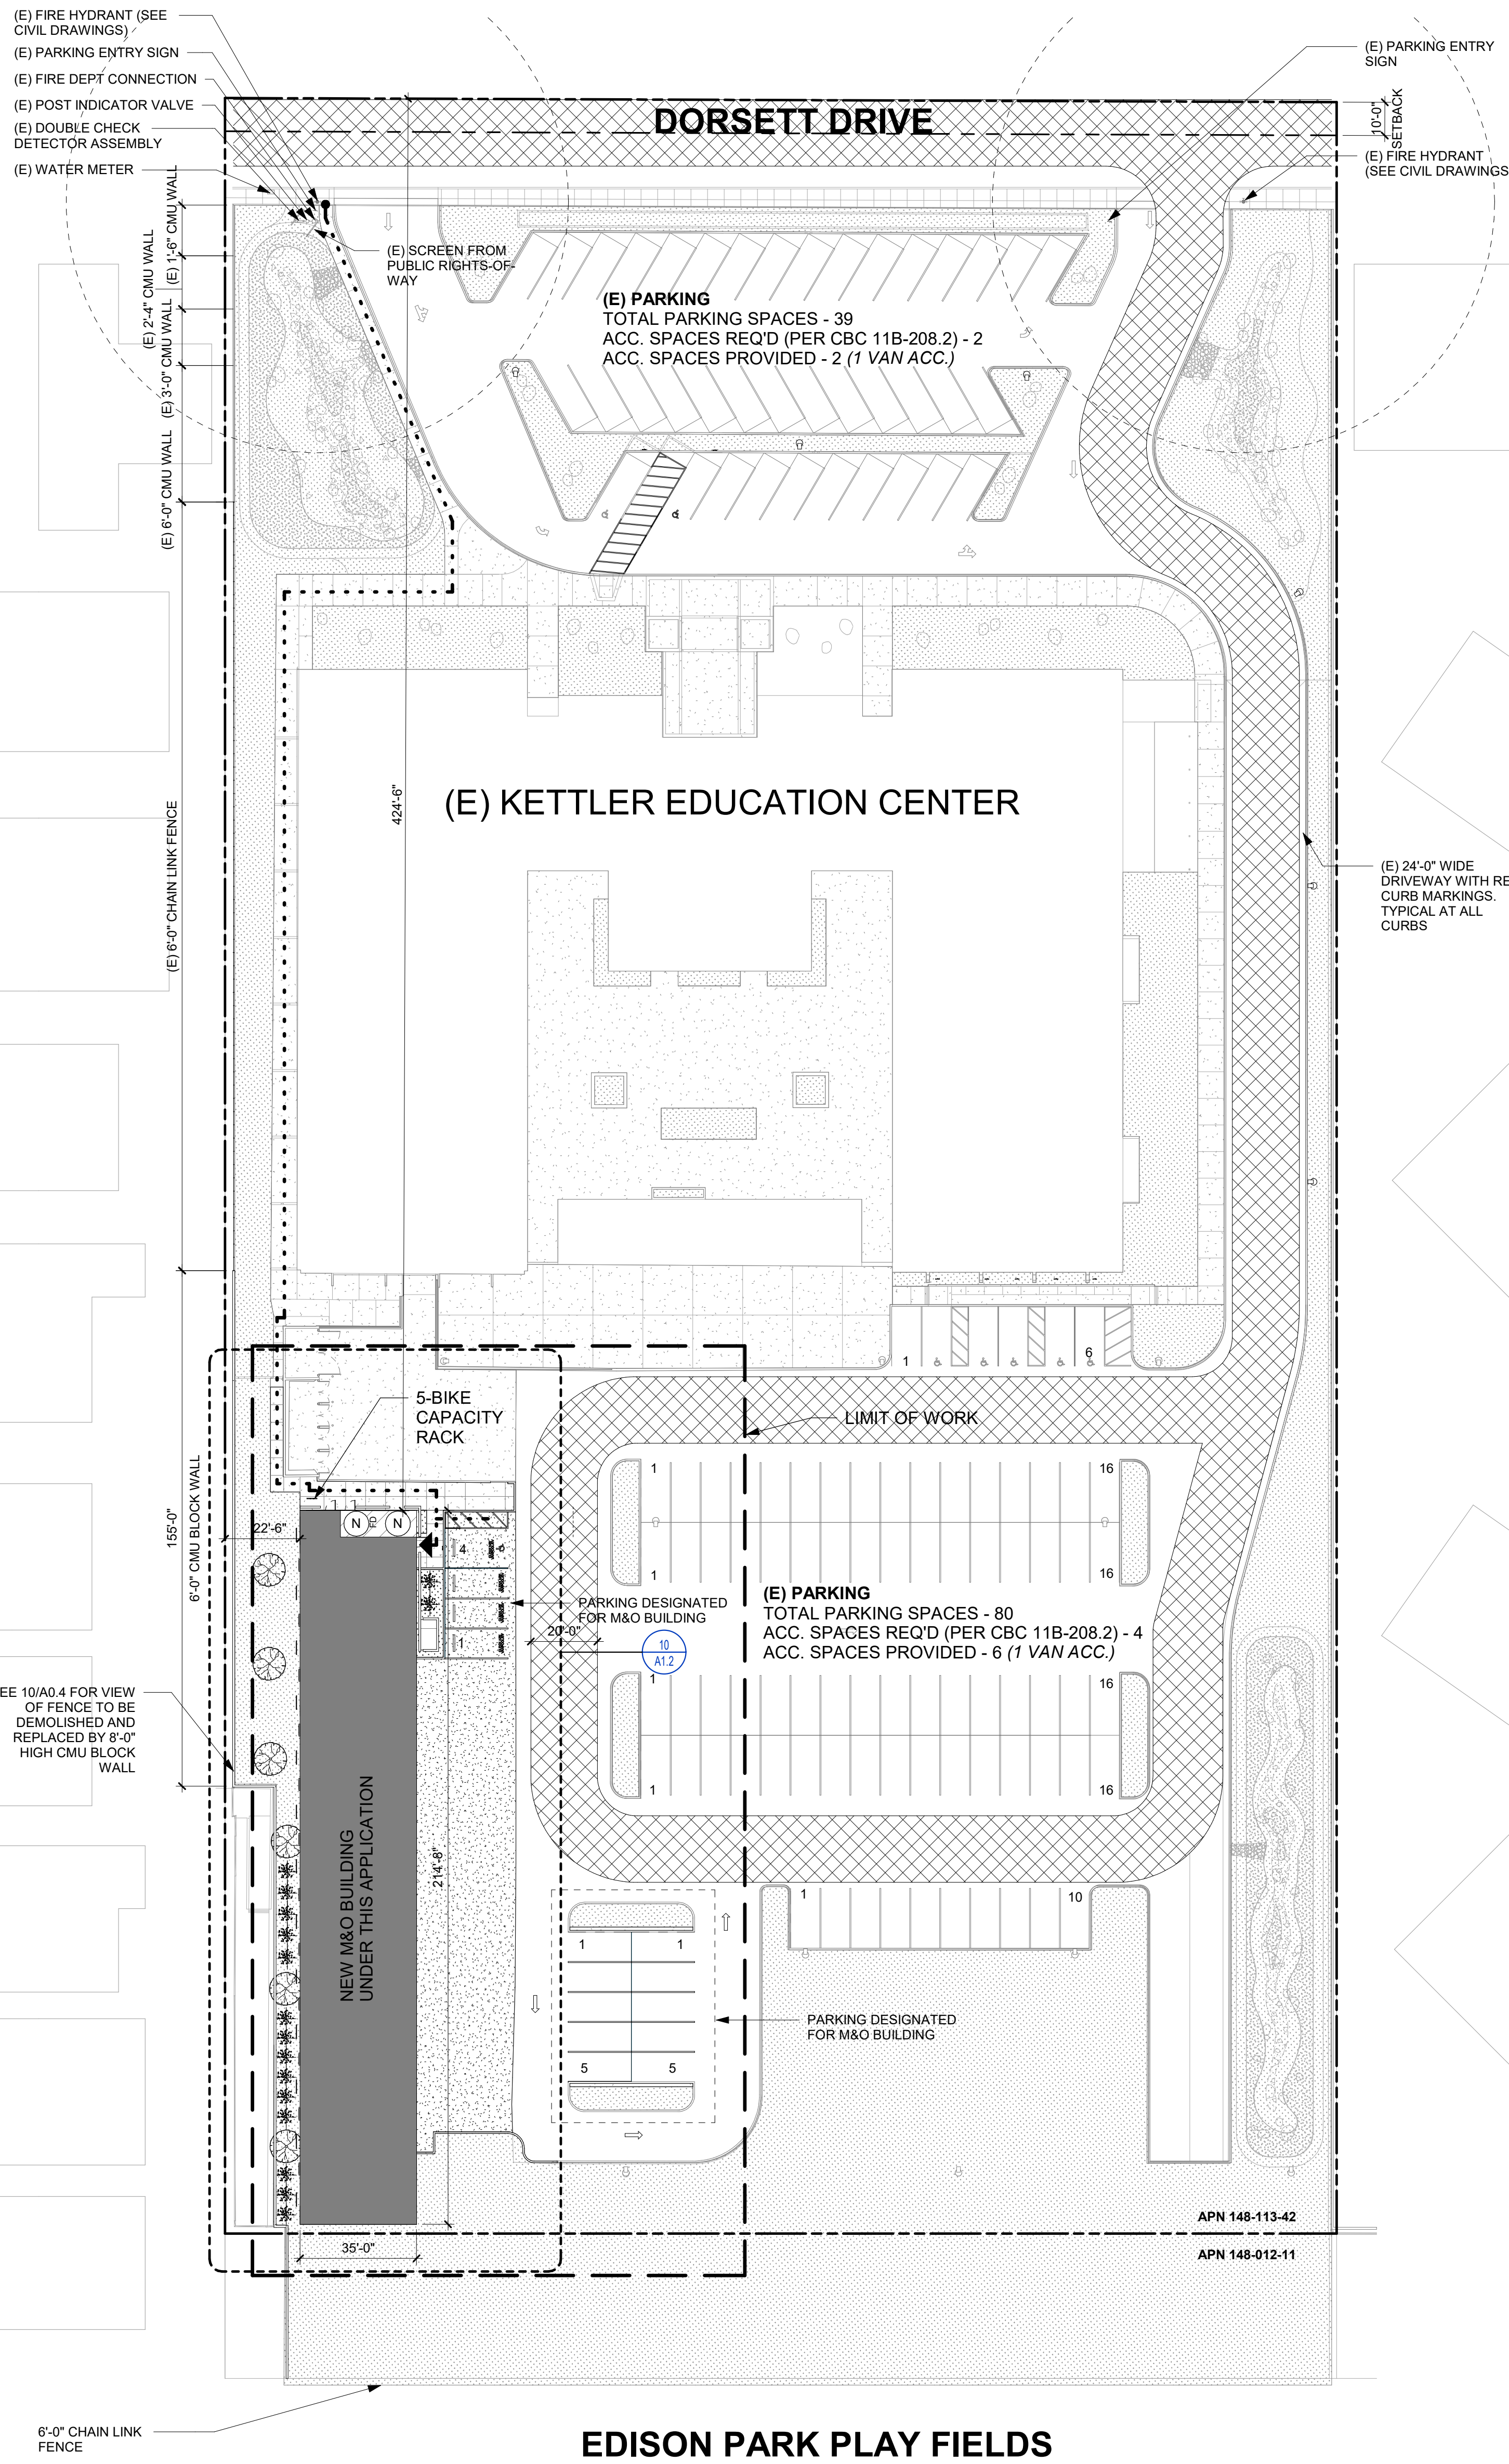 (E) FIRE HYDRANT (SEE
CIVIL DRAWINGS)
(E) PARKING ENTRY SIGN
(E) FIRE DEPT CONNECTION
(E) POST INDICATOR VALVE
(E) DOUBLE CHECK
DETECTOR ASSEMBLY
(E) WATER METER
DORSETT DRIVE
(E) PARKING ENTRY
SIGN
10'-0"
SETBACK
(E) FIRE HYDRANT
(SEE CIVIL DRAWINGS
(E) 1'-6" CMU WALL
(E) 2'-4" CMU WALL
(E) 3'-0" CMU WALL
(E) 6'-0" CMU WALL
(E) SCREEN FROM
PUBLIC RIGHTS-OF-
WAY
(E) PARKING
TOTAL PARKING SPACES - 39
ACC. SPACES REQ'D (PER CBC 11B-208.2) - 2
ACC. SPACES PROVIDED - 2 (1 VAN ACC.)
424'-6"
(E) KETTLER EDUCATION CENTER
(E) 6'-0" CHAIN LINK FENCE
(E) 24'-0" WIDE
DRIVEWAY WITH RE
CURB MARKINGS.
TYPICAL AT ALL
CURBS
1
6
5-BIKE
CAPACITY
RACK
LIMIT OF WORK
155'-0"
6'-0" CMU BLOCK WALL
22'-6"
N
FD
N
4
1
1
16
1
16
PARKING DESIGNATED
FOR M&O BUILDING
20'-0"
10
A1.2
(E) PARKING
TOTAL PARKING SPACES - 80
ACC. SPACES REQ'D (PER CBC 11B-208.2) - 4
ACC. SPACES PROVIDED - 6 (1 VAN ACC.)
1
16
1
16
EE 10/A0.4 FOR VIEW
OF FENCE TO BE
DEMOLISHED AND
REPLACED BY 8'-0"
HIGH CMU BLOCK
WALL
NEW M&O BUILDING
UNDER THIS APPLICATION
214'-8"
1
10
1
1
5
5
PARKING DESIGNATED
FOR M&O BUILDING
35'-0"
APN 148-113-42
APN 148-012-11
6'-0" CHAIN LINK
FENCE
EDISON PARK PLAY FIELDS